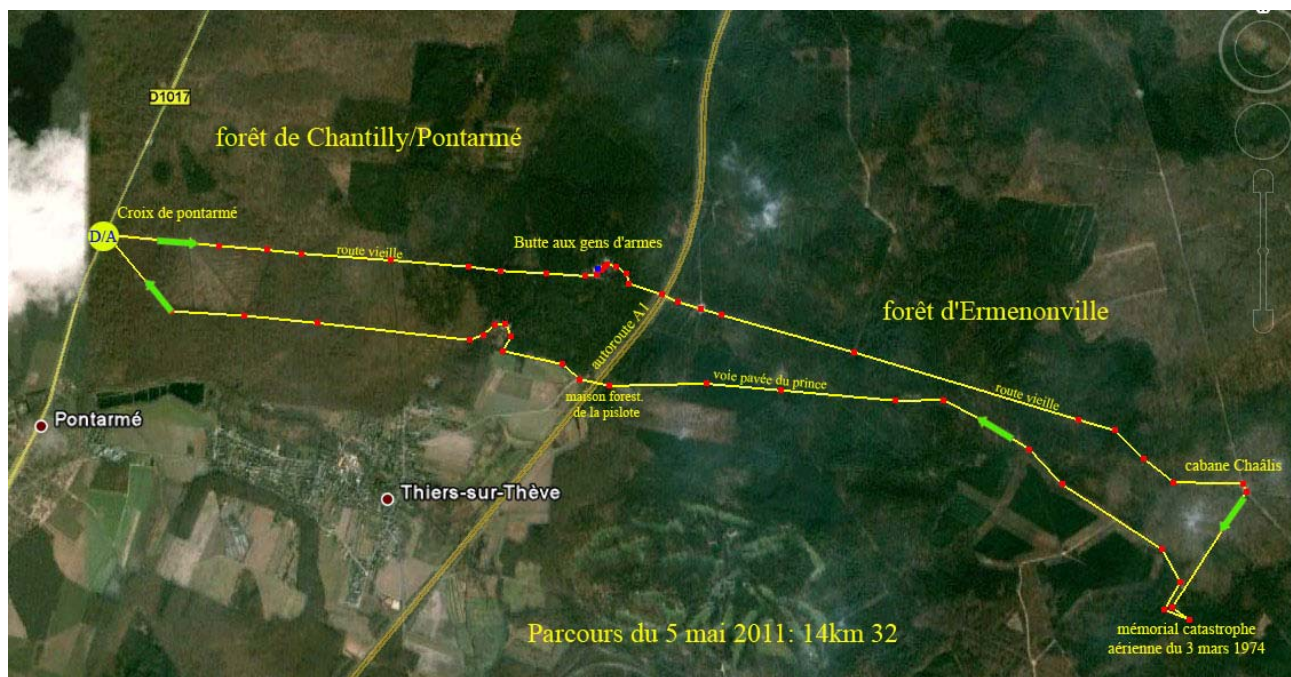 D1017
forêt de Chantilly/Pontarmé
Croix de pontarmé
D/A
route vieille
Butte aux gens d'armes
forêt d'Ermenonville
autoroute A1
voie pavée du prince
maison forest.
de la pislote
route vieille
Pontarmé
cabane Chaâlis
Thiers-sur-Thève
Parcours du 5 mai 2011: 14km 32
mémorial catastrophe
aérienne du 3 mars 1974